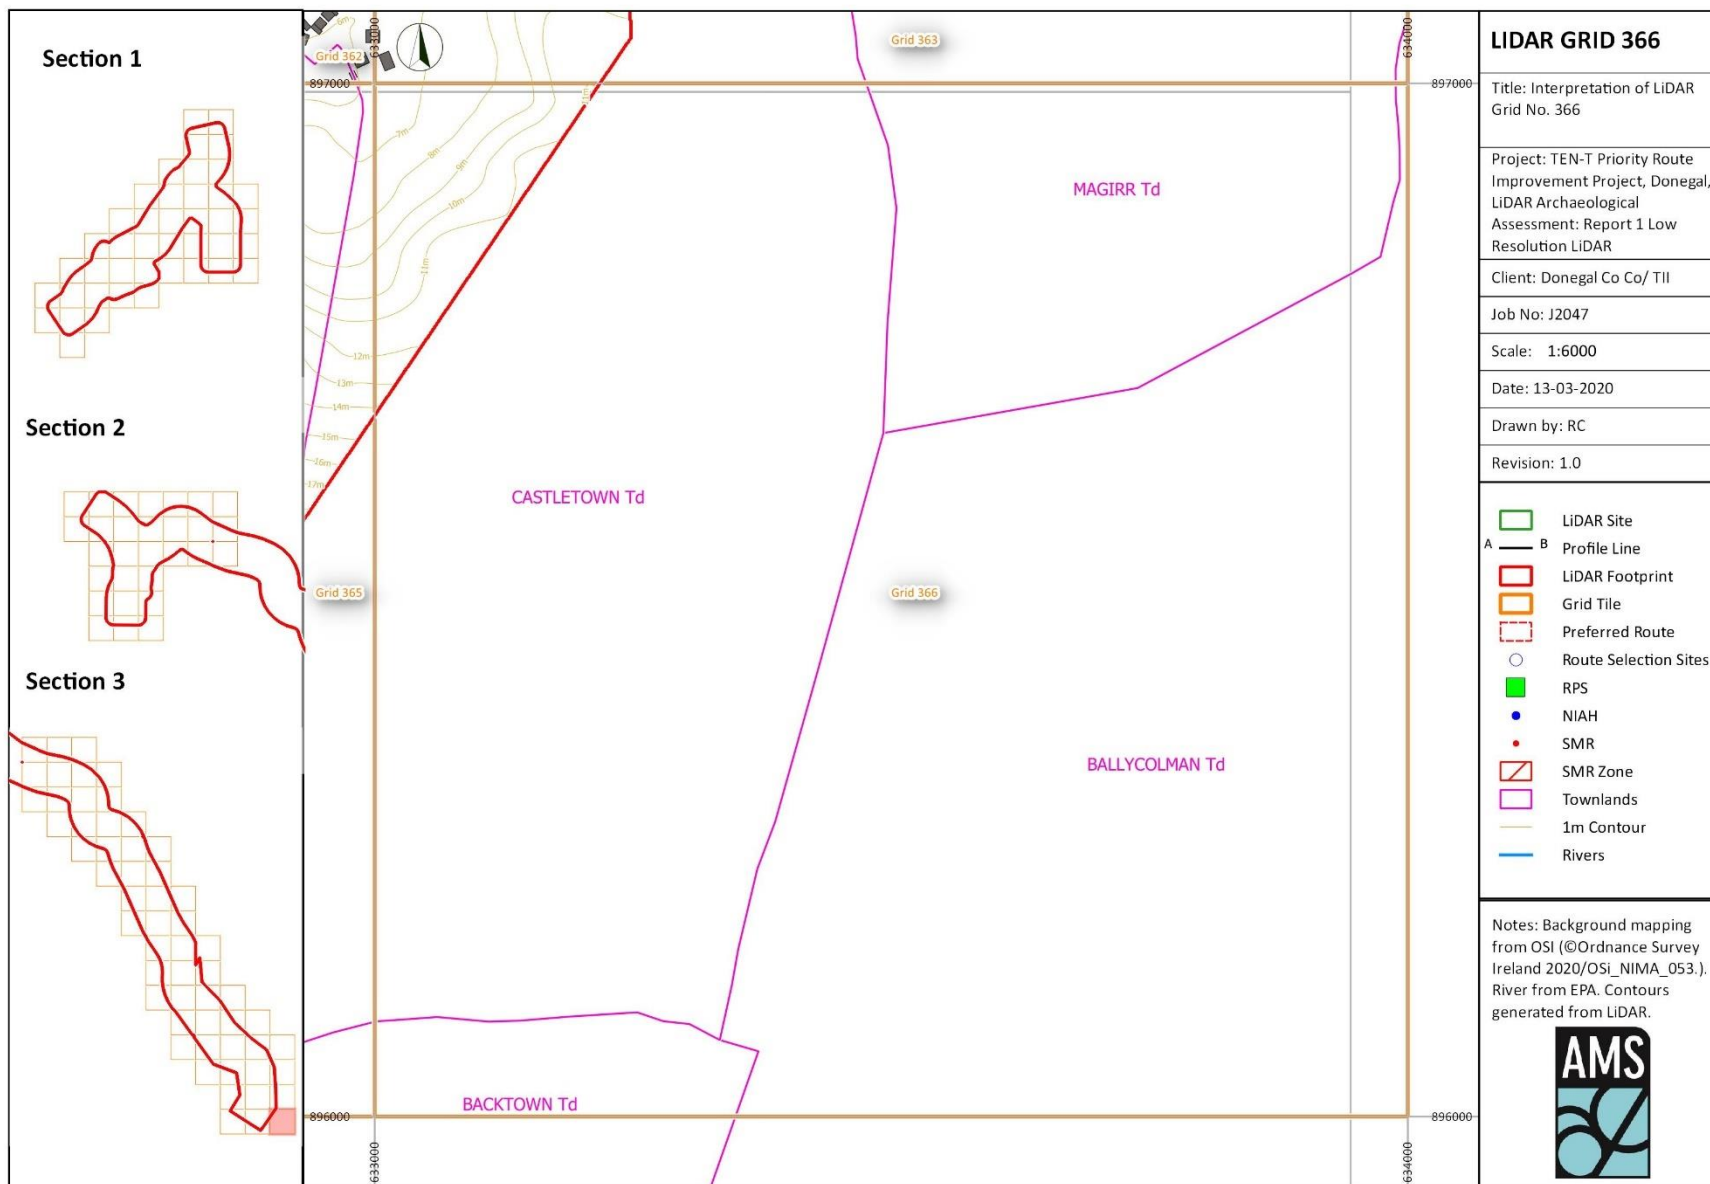 Section 1
Section 2
Section 3
Grid 362
633000
Grid 363
634000
897000
897000
6m
7m
8m
9m
10m
11m
11m
12m
13m
14m
15m
16m
17m
MAGIRR Td
CASTLETOWN Td
Grid 365
Grid 366
BALLYCOLMAN Td
BACKTOWN Td
896000
896000
633000
634000
LIDAR GRID 366
Title: Interpretation of LiDAR
Grid No. 366
Project: TEN-T Priority Route
Improvement Project, Donegal,
LiDAR Archaeological
Assessment: Report 1 Low
Resolution LiDAR
Client: Donegal Co Co/ TII
Job No: J2047
Scale: 1:6000
Date: 13-03-2020
Drawn by: RC
Revision: 1.0
LiDAR Site
A B Profile Line
LiDAR Footprint
Grid Tile
Preferred Route
Route Selection Sites
RPS
NIAH
SMR
SMR Zone
Townlands
1m Contour
Rivers
Notes: Background mapping
from OSI (©Ordnance Survey
Ireland 2020/OSi_NIMA_053.).
River from EPA. Contours
generated from LiDAR.
AMS